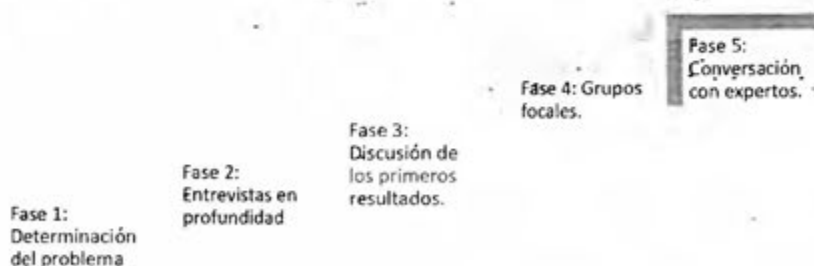 Fase 1:
Determinación
del problema
Fase 2:
Entrevistas en
profundidad
Fase 3:
Discusión de
los primeros
resultados.
Fase 4: Grupos
focales.
Fase 5:
Conversación
con expertos.